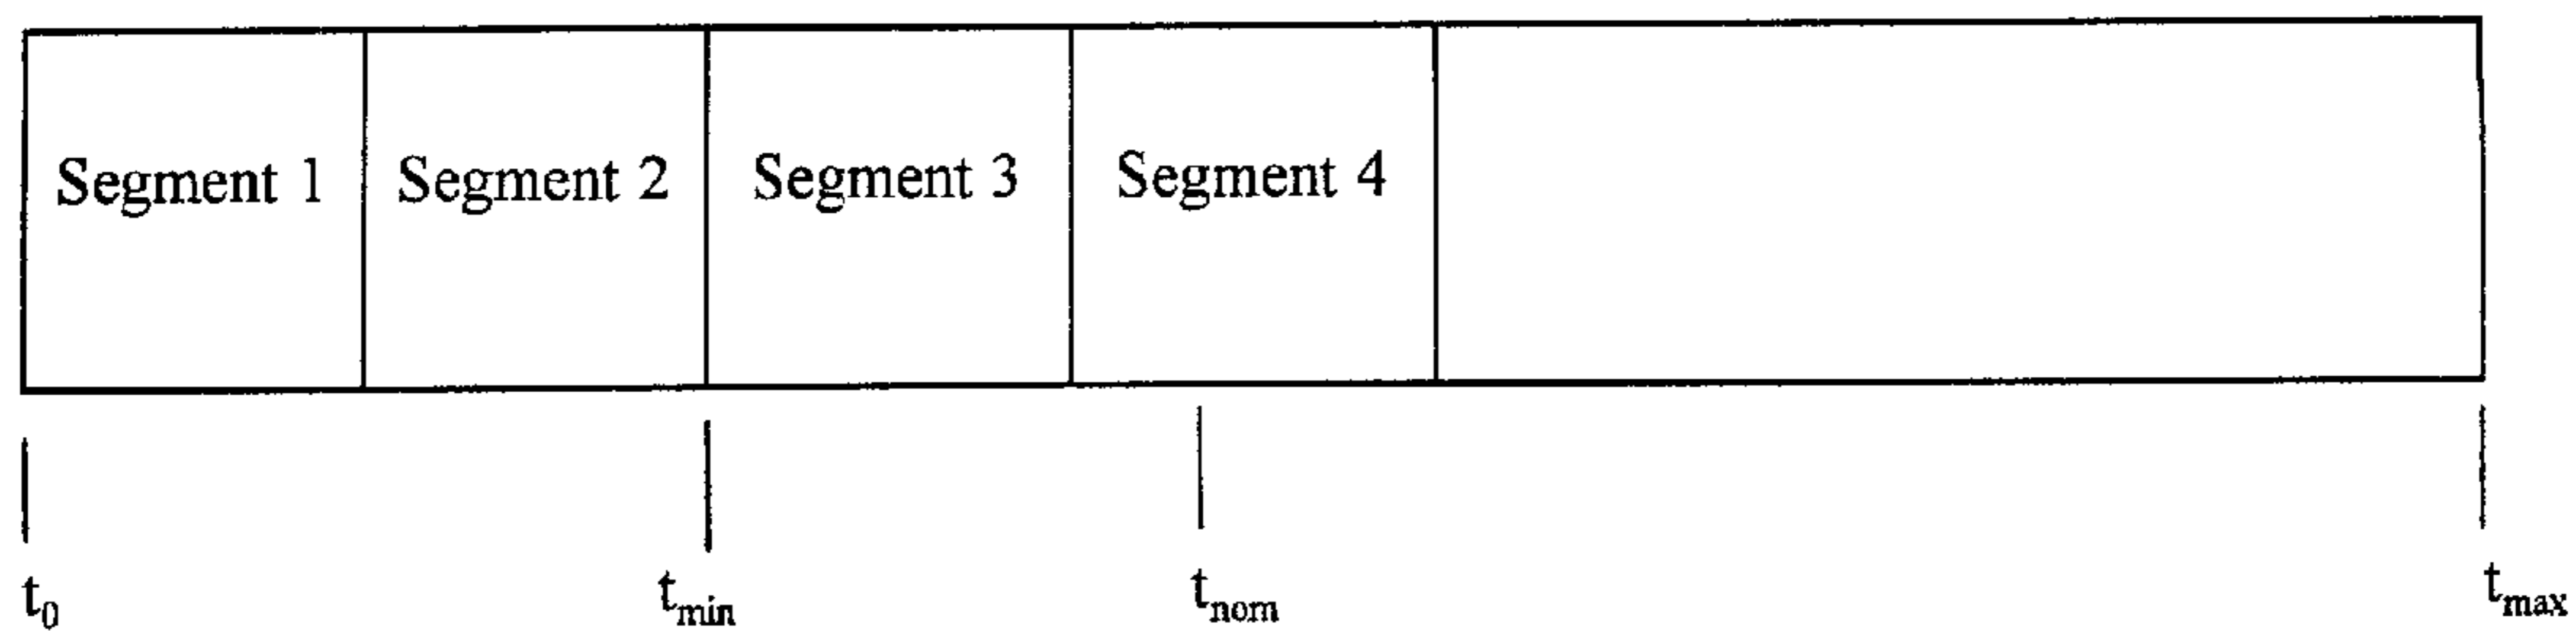 Segment 1 Segment 2 Segment 3 Segment 4
t₀ tₘᵢₙ tₙₒₘ tₘₐₓ